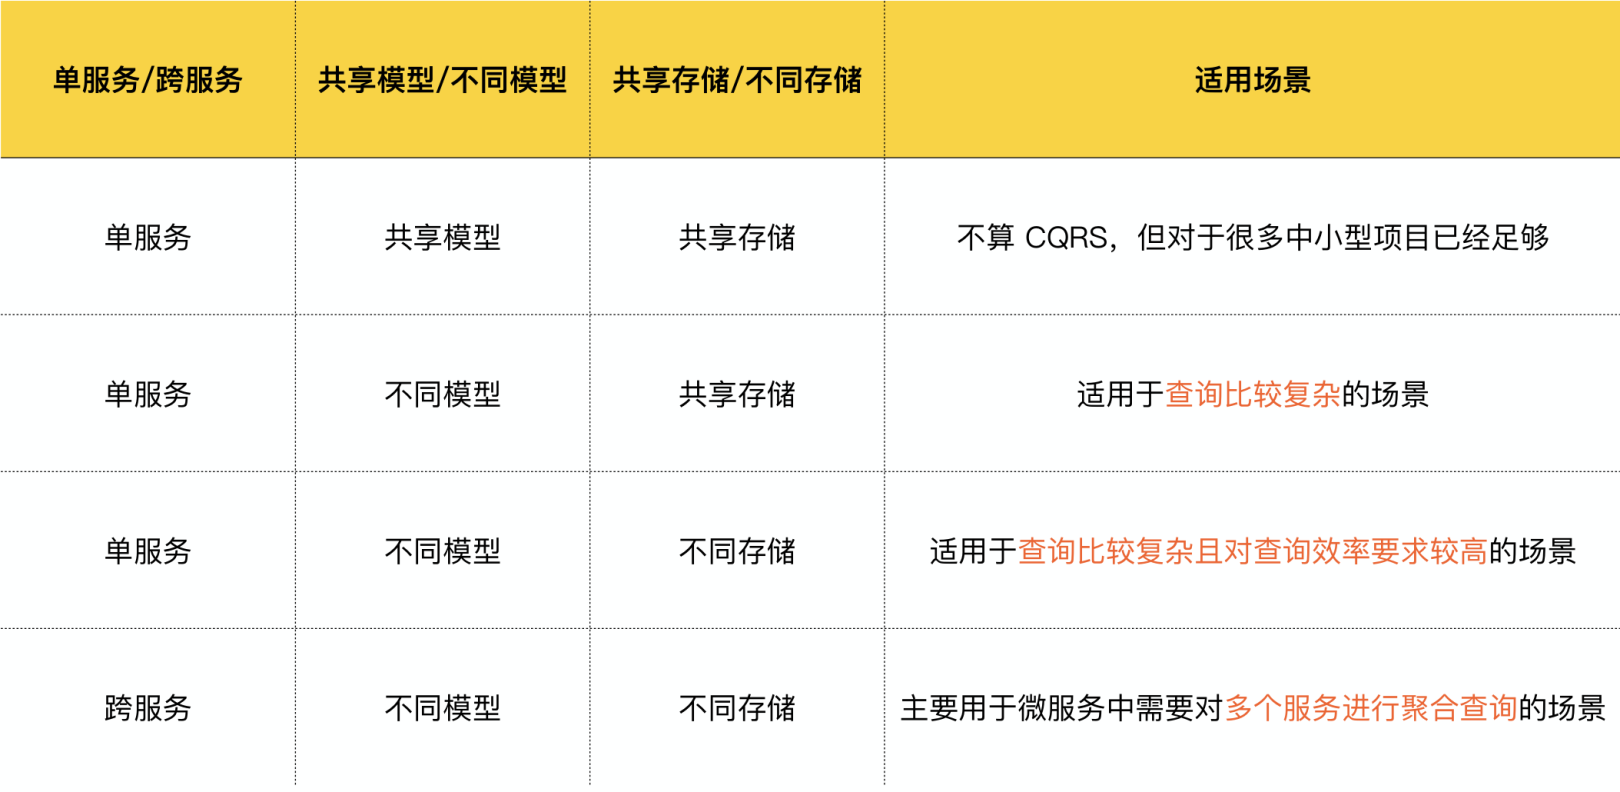 单服务/跨服务 共享模型/不同模型 共享存储/不同存储 适用场景
单服务 共享模型 共享存储 不算 CQRS，但对于很多中小型项目已经足够
单服务 不同模型 共享存储 适用于查询比较复杂的场景
单服务 不同模型 不同存储 适用于查询比较复杂且对查询效率要求较高的场景
跨服务 不同模型 不同存储 主要用于微服务中需要对多个服务进行聚合查询的场景